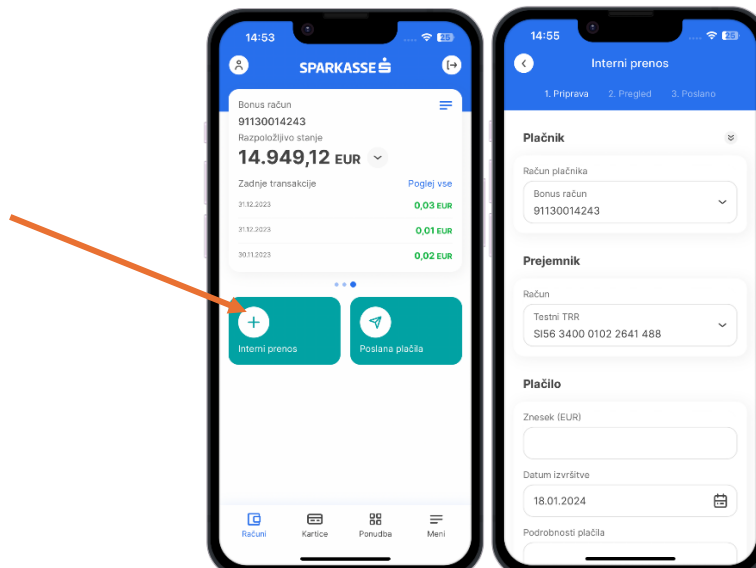 14:53
25
SPARKASSE
Bonus račun
91130014243
Razpoložljivo stanje
14.949,12 EUR
Zadnje transakcije Poglej vse
31.12.2023 0,03 EUR
31.12.2023 0,01 EUR
30.11.2023 0,02 EUR
Interni prenos
Poslana plačila
Računi
Kartice
Ponudba
Meni
14:55
25
Interni prenos
1. Priprava 2. Pregled 3. Poslano
Plačnik
Račun plačnika
Bonus račun
91130014243
Prejemnik
Račun
Testni TRR
SI56 3400 0102 2641 488
Plačilo
Znesek (EUR)
Datum izvršitve
18.01.2024
Podrobnosti plačila